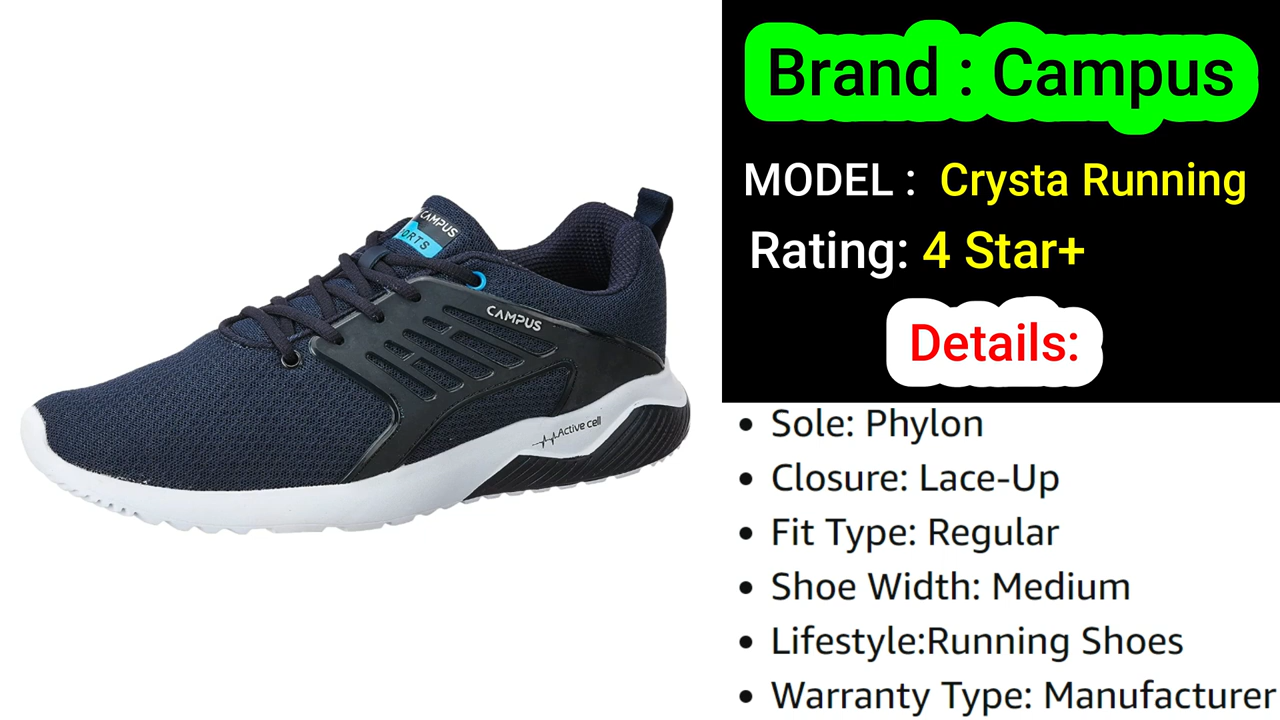 Brand : Campus
MODEL : Crysta Running
Rating: 4 Star+
Details:
• Sole: Phylon
• Closure: Lace-Up
• Fit Type: Regular
• Shoe Width: Medium
• Lifestyle:Running Shoes
• Warranty Type: Manufacturer
CAMPUS
ORTS
CAMPUS
Active cell